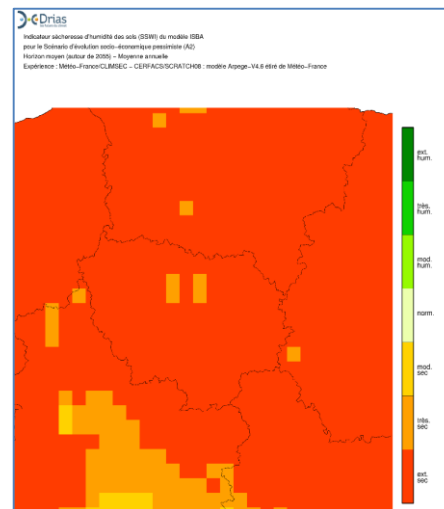 Drias
Indicateur sécheresse d'humidité des sols (SSWI) du modèle ISBA
pour le Scénario d'évolution socio-économique pessimiste (A2)
Horizon moyen (autour de 2055) - Moyenne annuelle
Expérience : Météo-France/CLIMSEC - CERFACS/SCRATCH08 : modèle Arpege-V4.6 étiré de Météo-France
ext. hum.
très. hum.
mod. hum.
norm.
mod. sec
très. sec
ext. sec